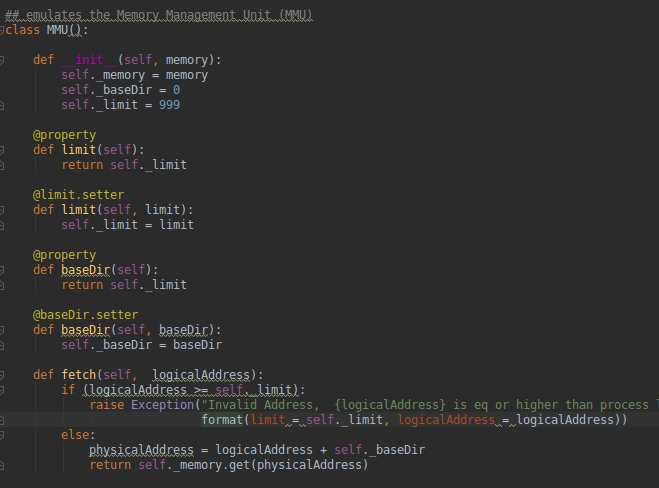 ## emulates the Memory Management Unit (MMU)
class MMU():
    def __init__(self, memory):
        self._memory = memory
        self._baseDir = 0
        self._limit = 999
    @property
    def limit(self):
        return self._limit
    @limit.setter
    def limit(self, limit):
        self._limit = limit
    @property
    def baseDir(self):
        return self._limit
    @baseDir.setter
    def baseDir(self, baseDir):
        self._baseDir = baseDir
    def fetch(self,  logicalAddress):
        if (logicalAddress >= self._limit):
            raise Exception("Invalid Address,  {logicalAddress} is eq or higher than process
                            format(limit = self._limit, logicalAddress = logicalAddress))
        else:
            physicalAddress = logicalAddress + self._baseDir
            return self._memory.get(physicalAddress)